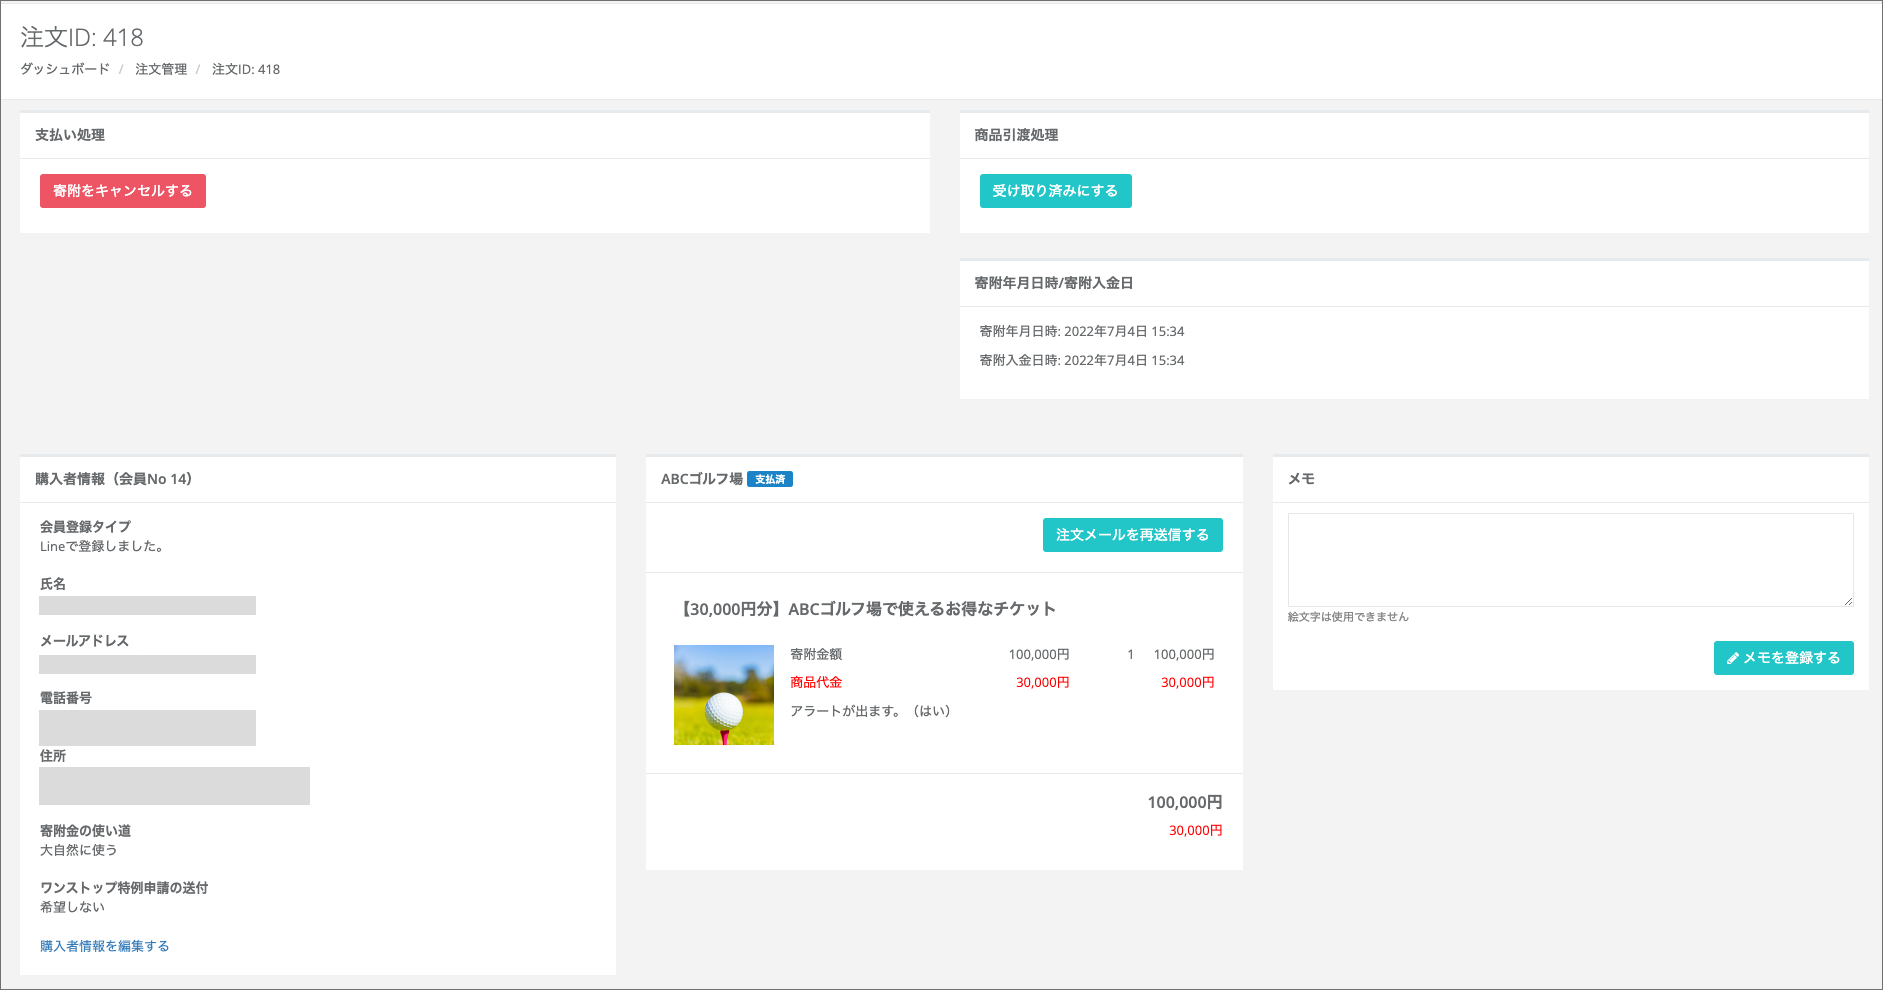 注文ID: 418
ダッシュボード / 注文管理 / 注文ID: 418
支払い処理
寄附をキャンセルする
商品引渡処理
受け取り済みにする
寄附年月日時/寄附入金日
寄附年月日時: 2022年7月4日 15:34
寄附入金日時: 2022年7月4日 15:34
購入者情報（会員No 14）
会員登録タイプ
Lineで登録しました。
氏名
メールアドレス
電話番号
住所
寄附金の使い道
大自然に使う
ワンストップ特例申請の送付
希望しない
購入者情報を編集する
ABCゴルフ場 支払済
注文メールを再送信する
【30,000円分】ABCゴルフ場で使えるお得なチケット
寄附金額 100,000円 1 100,000円
商品代金 30,000円 30,000円
アラートが出ます。（はい）
100,000円
30,000円
メモ
絵文字は使用できません
メモを登録する